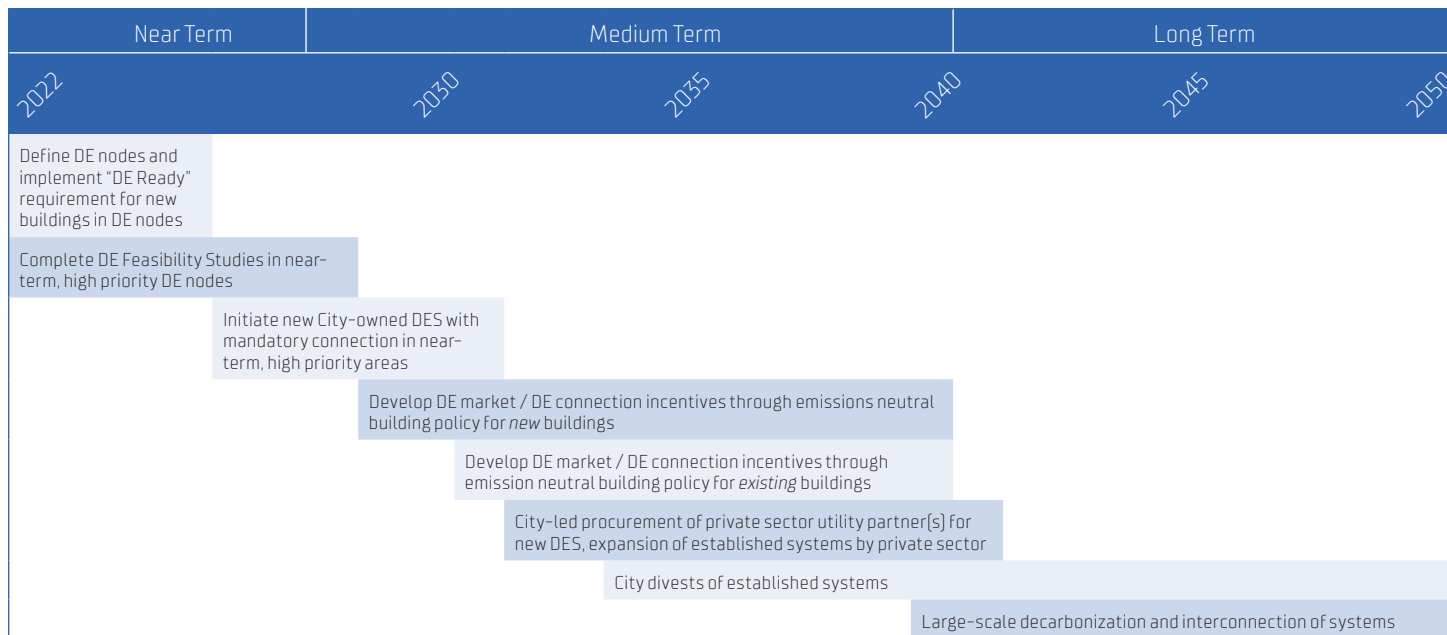 Near Term
Medium Term
Long Term
2022
2030
2035
2040
2045
2050
Define DE nodes and
implement “DE Ready”
requirement for new
buildings in DE nodes
Complete DE Feasibility Studies in near-
term, high priority DE nodes
Initiate new City-owned DES with
mandatory connection in near-
term, high priority areas
Develop DE market / DE connection incentives through emissions neutral
building policy for new buildings
Develop DE market / DE connection incentives through
emission neutral building policy for existing buildings
City-led procurement of private sector utility partner(s) for
new DES, expansion of established systems by private sector
City divests of established systems
Large-scale decarbonization and interconnection of systems